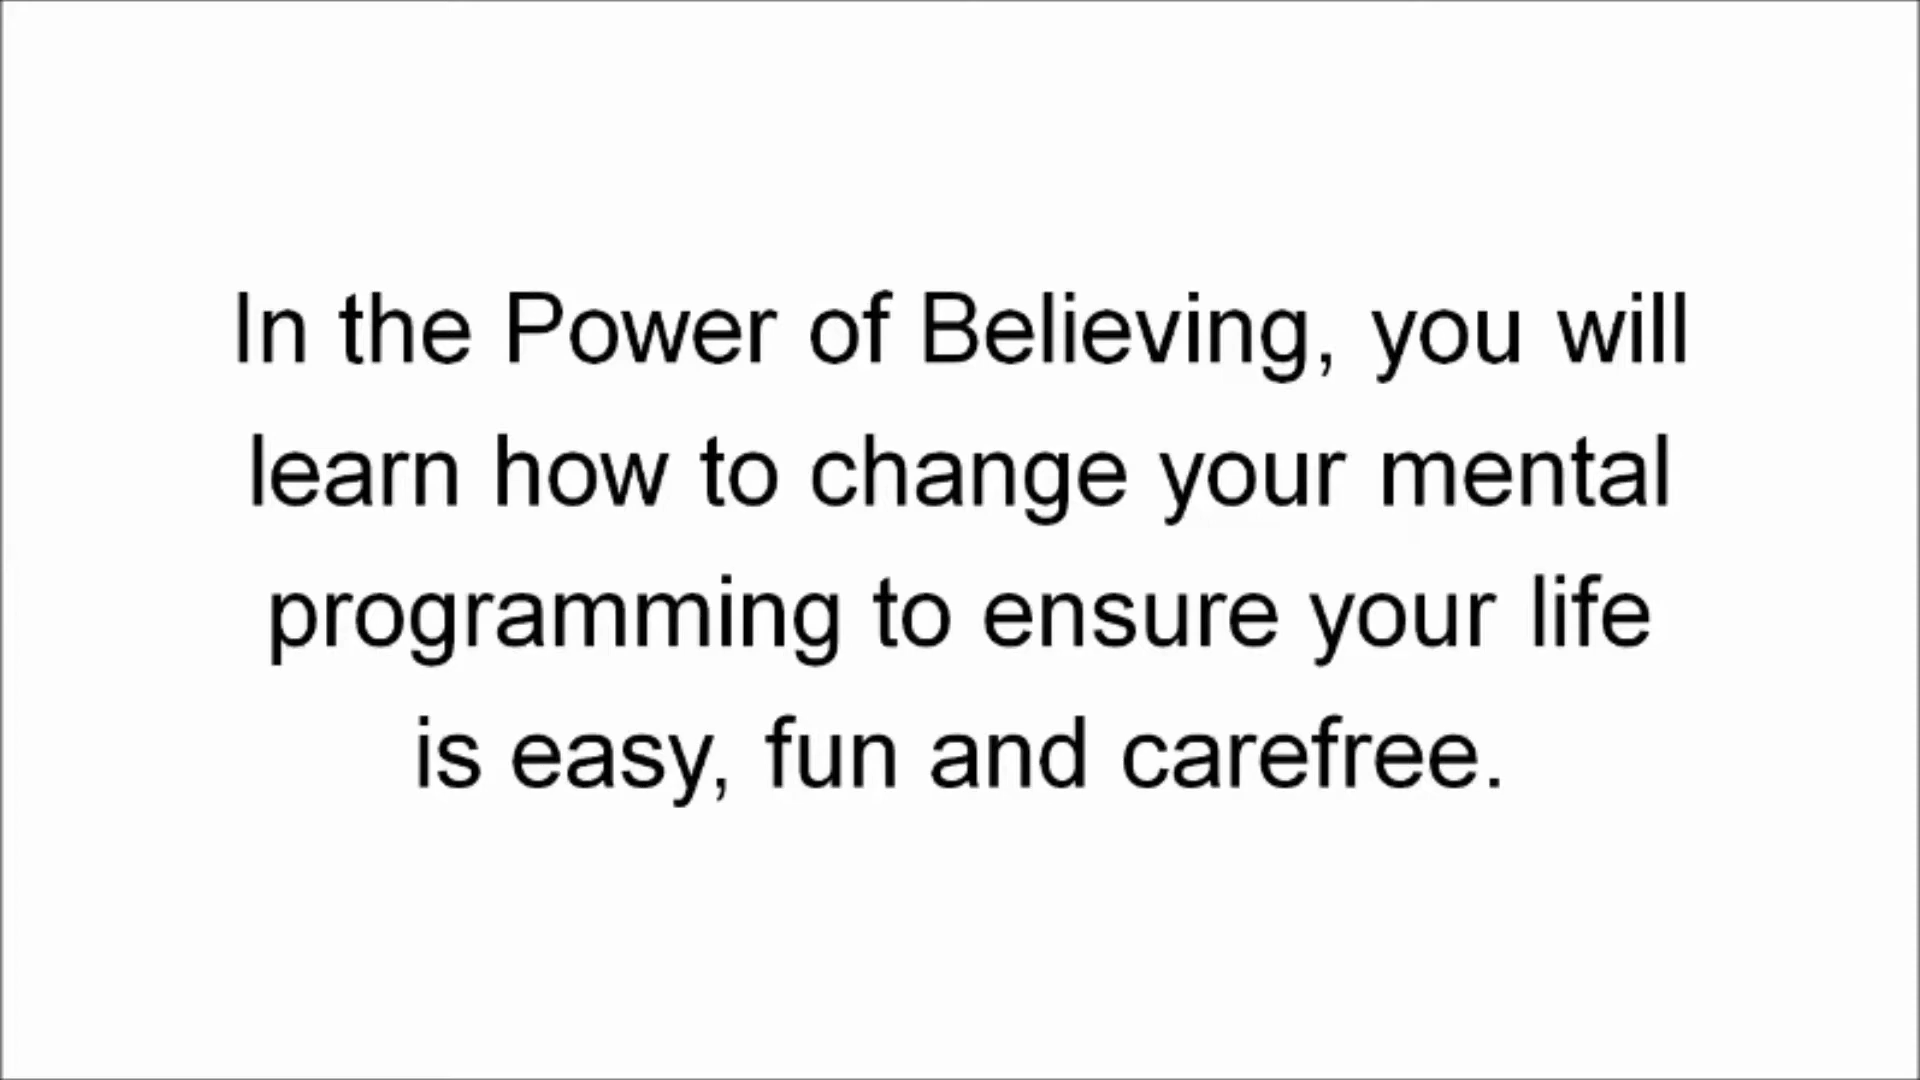 In the Power of Believing, you will
learn how to change your mental
programming to ensure your life
is easy, fun and carefree.